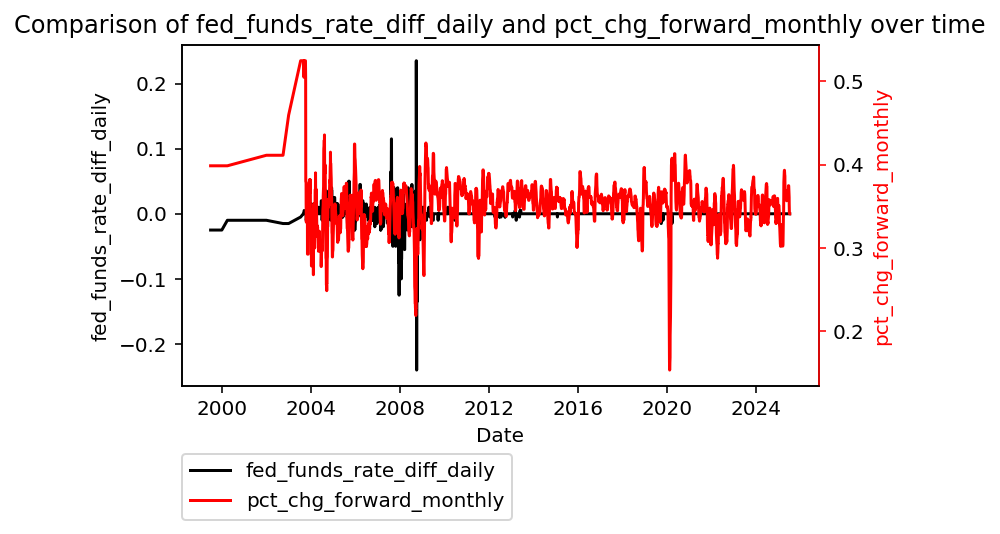 Comparison of fed_funds_rate_diff_daily and pct_chg_forward_monthly over time
fed_funds_rate_diff_daily
0.2
0.1
0.0
−0.1
−0.2
0.5
0.4
0.3
0.2
pct_chg_forward_monthly
2000 2004 2008 2012 2016 2020 2024
Date
fed_funds_rate_diff_daily
pct_chg_forward_monthly